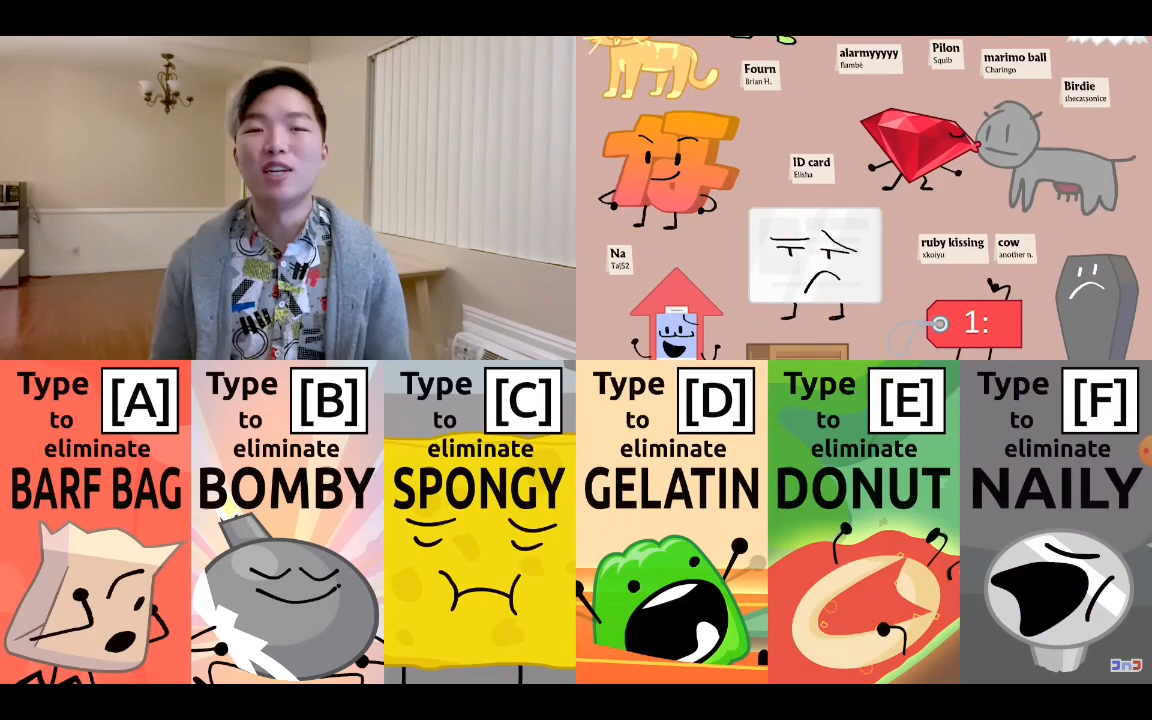 Fourn
Brian H.
alarmyyyyy
flambé
Pilon
Squib
marimo ball
Charingo
Birdie
thecatsonice
ID card
Elisha
Na
Taj52
ruby kissing
xkoiyu
cow
another n.
1:
Type [A]
to
eliminate
BARF BAG
Type [B]
to
eliminate
BOMBY
Type [C]
to
eliminate
SPONGY
Type [D]
to
eliminate
GELATIN
Type [E]
to
eliminate
DONUT
Type [F]
to
eliminate
NAILY